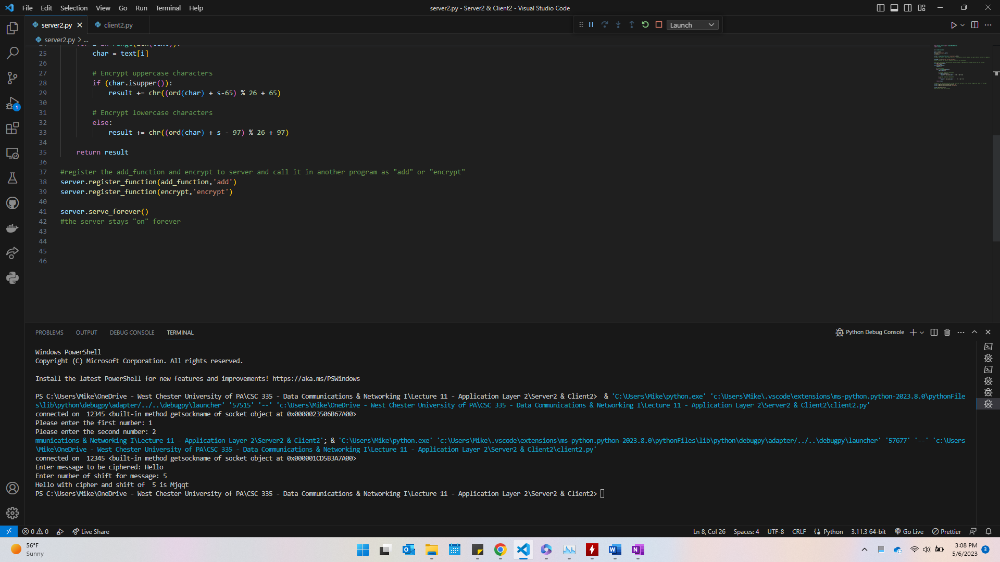 File Edit Selection View Go Run Terminal Help
server2.py - Server2 & Client2 - Visual Studio Code
server2.py client2.py
Launch
server2.py > ...
25 char = text[i]
26
27 # Encrypt uppercase characters
28 if (char.isupper()):
29 result += chr((ord(char) + s-65) % 26 + 65)
30
31 # Encrypt lowercase characters
32 else:
33 result += chr((ord(char) + s - 97) % 26 + 97)
34
35 return result
36
37 #register the add_function and encrypt to server and call it in another program as "add" or "encrypt"
38 server.register_function(add_function,'add')
39 server.register_function(encrypt,'encrypt')
40
41 server.serve_forever()
42 #the server stays "on" forever
43
44
45
46
1
PROBLEMS OUTPUT DEBUG CONSOLE TERMINAL
Python Debug Console
Windows PowerShell
Copyright (C) Microsoft Corporation. All rights reserved.
Install the latest PowerShell for new features and improvements! https://aka.ms/PSWindows
PS C:\Users\Mike\OneDrive - West Chester University of PA\CSC 335 - Data Communications & Networking I\Lecture 11 - Application Layer 2\Server2 & Client2>  & 'C:\Users\Mike\python.exe' 'c:\Users\Mike\.vscode\extensions\ms-python.python-2023.8.0\pythonFile
s\lib\python\debugpy\adapter/../..\debugpy\launcher' '57515' '--' 'c:\Users\Mike\OneDrive - West Chester University of PA\CSC 335 - Data Communications & Networking I\Lecture 11 - Application Layer 2\Server2 & Client2\client2.py'
connected on  12345 <built-in method getsockname of socket object at 0x0000023506B67A00>
Please enter the first number: 1
Please enter the second number: 2
mmunications & Networking I\Lecture 11 - Application Layer 2\Server2 & Client2'; & 'C:\Users\Mike\python.exe' 'c:\Users\Mike\.vscode\extensions\ms-python.python-2023.8.0\pythonFiles\lib\python\debugpy\adapter/../..\debugpy\launcher' '57677' '--' 'c:\Users
\Mike\OneDrive - West Chester University of PA\CSC 335 - Data Communications & Networking I\Lecture 11 - Application Layer 2\Server2 & Client2\client2.py'
connected on  12345 <built-in method getsockname of socket object at 0x000001CD5B3A7A00>
Enter message to be ciphered: Hello
Enter number of shift for message: 5
Hello with cipher and shift of  5 is Mjqqt
PS C:\Users\Mike\OneDrive - West Chester University of PA\CSC 335 - Data Communications & Networking I\Lecture 11 - Application Layer 2\Server2 & Client2>
0 0 Live Share
Ln 8, Col 26 Spaces: 4 UTF-8 CRLF Python 3.11.3 64-bit Go Live Prettier
56°F
Sunny
3:08 PM
5/6/2023
3